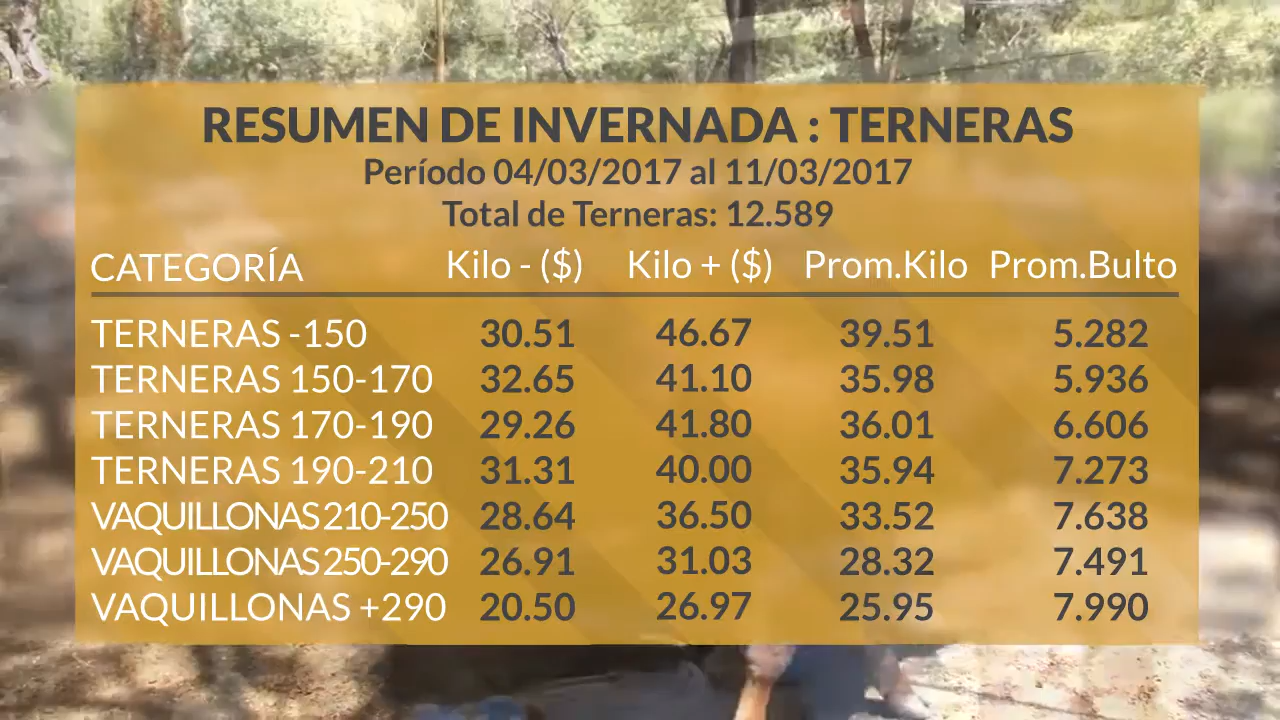 RESUMEN DE INVERNADA : TERNERAS
Período 04/03/2017 al 11/03/2017
Total de Terneras: 12.589
CATEGORÍA Kilo - ($) Kilo + ($) Prom.Kilo Prom.Bulto
TERNERAS -150 30.51 46.67 39.51 5.282
TERNERAS 150-170 32.65 41.10 35.98 5.936
TERNERAS 170-190 29.26 41.80 36.01 6.606
TERNERAS 190-210 31.31 40.00 35.94 7.273
VAQUILLONAS 210-250 28.64 36.50 33.52 7.638
VAQUILLONAS 250-290 26.91 31.03 28.32 7.491
VAQUILLONAS +290 20.50 26.97 25.95 7.990